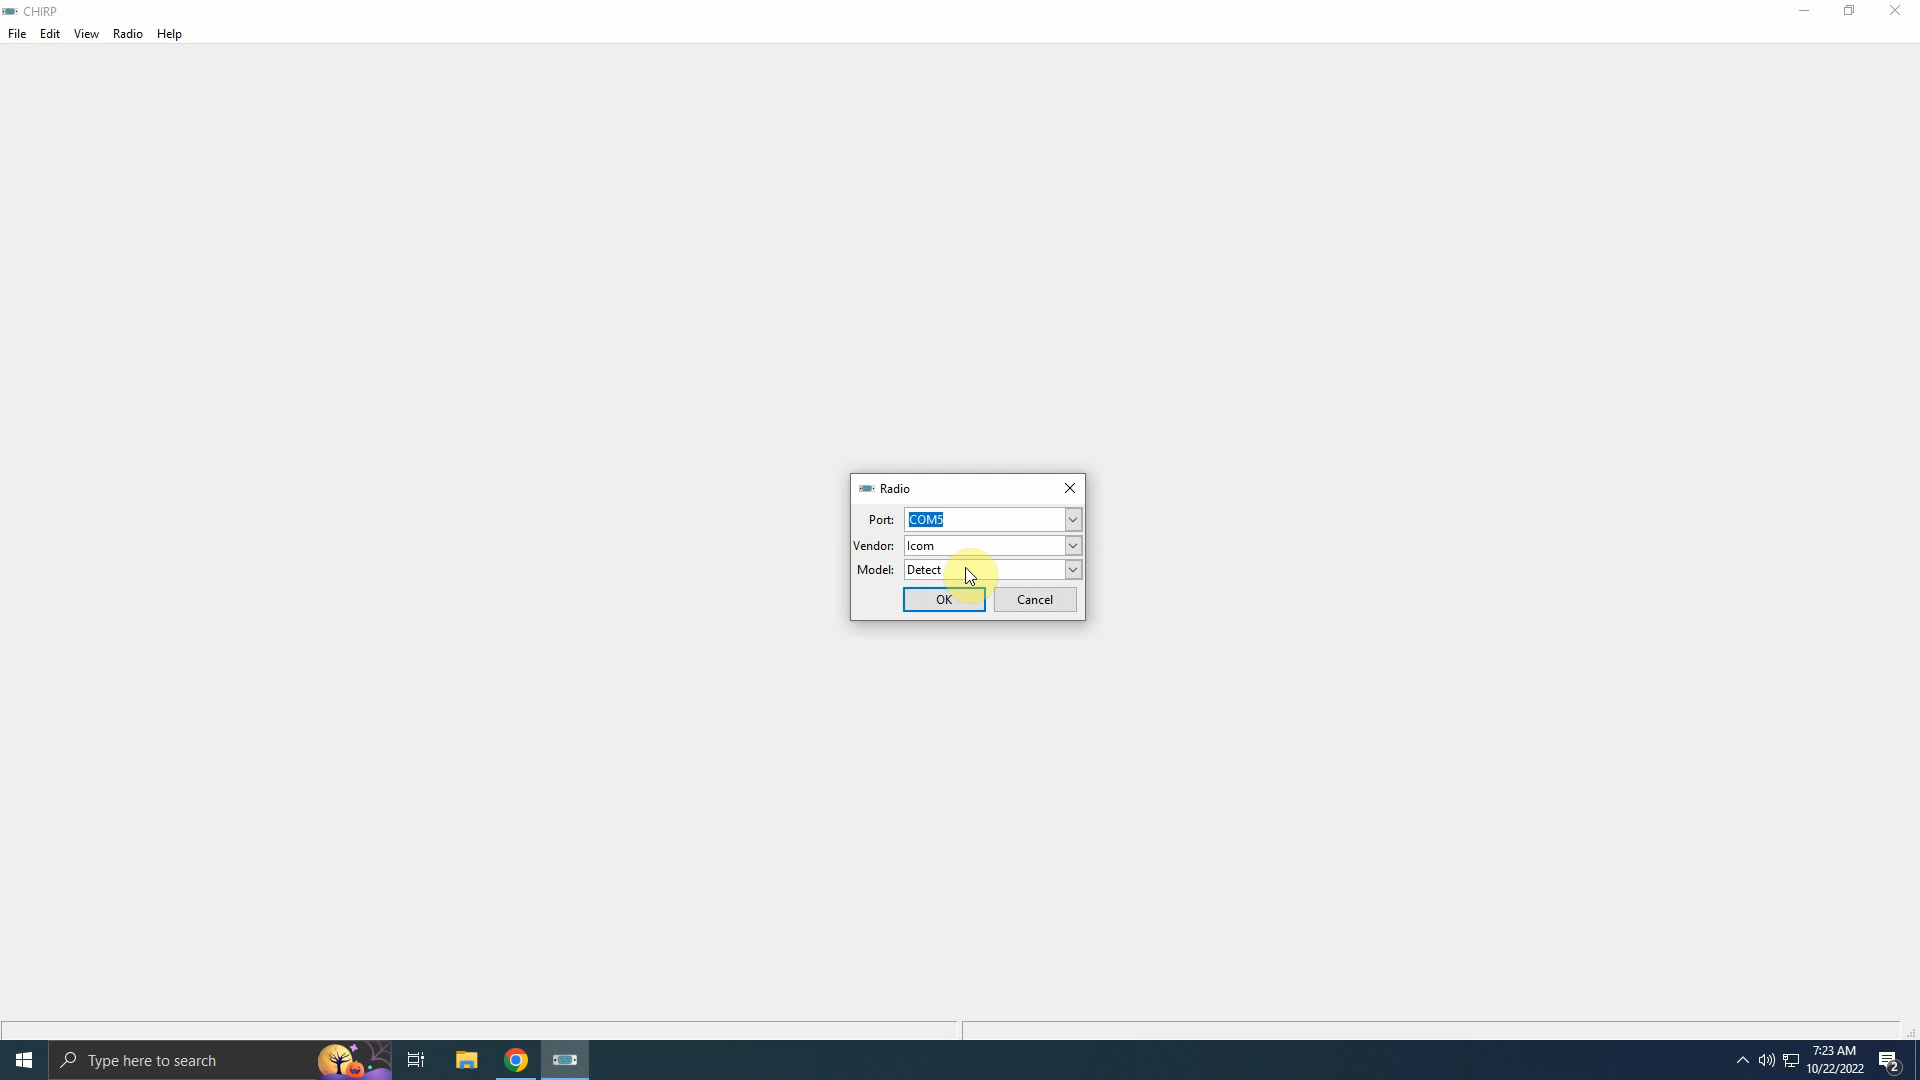 CHIRP
File Edit View Radio Help
Radio
Port: COM5
Vendor: Icom
Model: Detect
OK Cancel
Type here to search
7:23 AM
10/22/2022
2